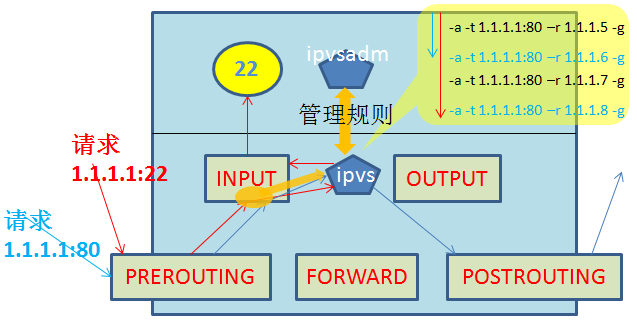 -a -t 1.1.1.1:80 –r 1.1.1.5 -g
-a -t 1.1.1.1:80 –r 1.1.1.6 -g
-a -t 1.1.1.1:80 –r 1.1.1.7 -g
-a -t 1.1.1.1:80 –r 1.1.1.8 -g
22
ipvsadm
管理规则
请求
1.1.1.1:22
INPUT
ipvs
OUTPUT
请求
1.1.1.1:80
PREROUTING
FORWARD
POSTROUTING